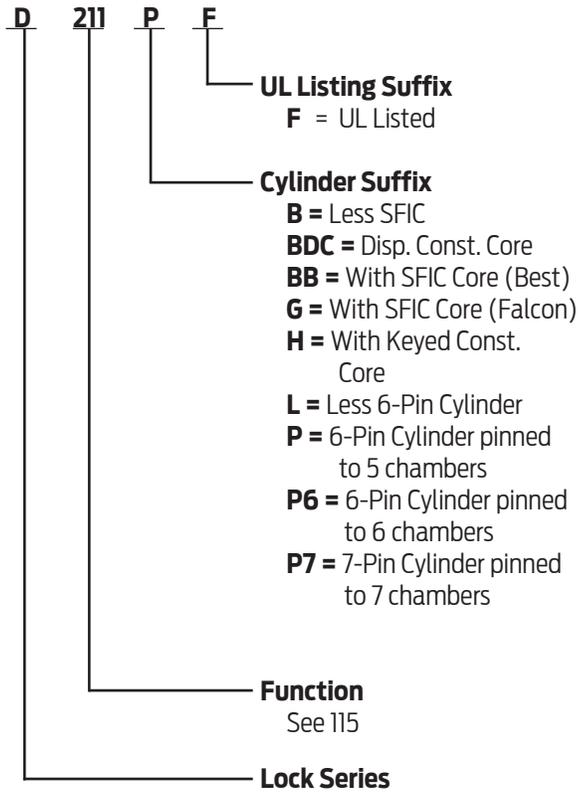 D 211 P F
UL Listing Suffix
F = UL Listed
Cylinder Suffix
B = Less SFIC
BDC = Disp. Const. Core
BB = With SFIC Core (Best)
G = With SFIC Core (Falcon)
H = With Keyed Const.
Core
L = Less 6-Pin Cylinder
P = 6-Pin Cylinder pinned
to 5 chambers
P6 = 6-Pin Cylinder pinned
to 6 chambers
P7 = 7-Pin Cylinder pinned
to 7 chambers
Function
See 115
Lock Series